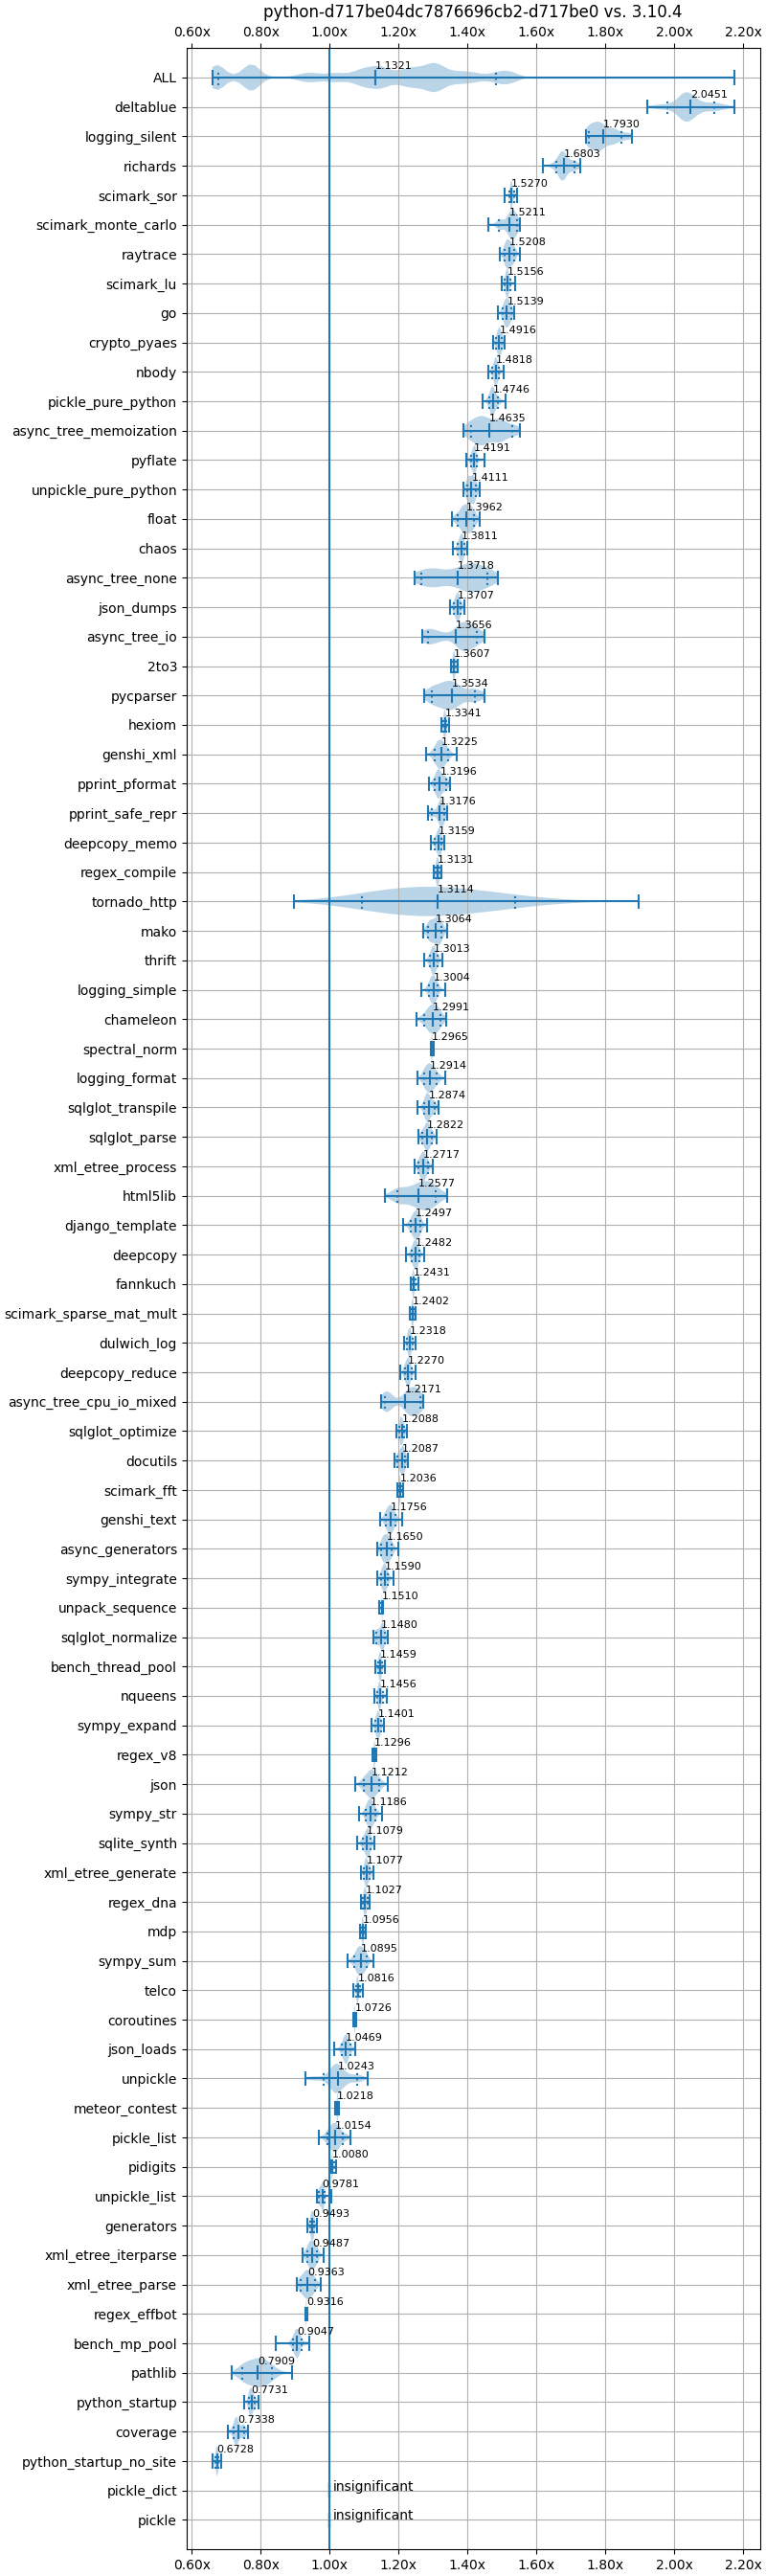 python-d717be04dc7876696cb2-d717be0 vs. 3.10.4
0.60x 0.80x 1.00x 1.20x 1.40x 1.60x 1.80x 2.00x 2.20x
ALL 1.1321
deltablue 2.0451
logging_silent 1.7930
richards 1.6803
scimark_sor 1.5270
scimark_monte_carlo 1.5211
raytrace 1.5208
scimark_lu 1.5156
go 1.5139
crypto_pyaes 1.4916
nbody 1.4818
pickle_pure_python 1.4746
async_tree_memoization 1.4635
pyflate 1.4191
unpickle_pure_python 1.4111
float 1.3962
chaos 1.3811
async_tree_none 1.3718
json_dumps 1.3707
async_tree_io 1.3656
2to3 1.3607
pycparser 1.3534
hexiom 1.3341
genshi_xml 1.3225
pprint_pformat 1.3196
pprint_safe_repr 1.3176
deepcopy_memo 1.3159
regex_compile 1.3131
tornado_http 1.3114
mako 1.3064
thrift 1.3013
logging_simple 1.3004
chameleon 1.2991
spectral_norm 1.2965
logging_format 1.2914
sqlglot_transpile 1.2874
sqlglot_parse 1.2822
xml_etree_process 1.2717
html5lib 1.2577
django_template 1.2497
deepcopy 1.2482
fannkuch 1.2431
scimark_sparse_mat_mult 1.2402
dulwich_log 1.2318
deepcopy_reduce 1.2270
async_tree_cpu_io_mixed 1.2171
sqlglot_optimize 1.2088
docutils 1.2087
scimark_fft 1.2036
genshi_text 1.1756
async_generators 1.1650
sympy_integrate 1.1590
unpack_sequence 1.1510
sqlglot_normalize 1.1480
bench_thread_pool 1.1459
nqueens 1.1456
sympy_expand 1.1401
regex_v8 1.1296
json 1.1212
sympy_str 1.1186
sqlite_synth 1.1079
xml_etree_generate 1.1077
regex_dna 1.1027
mdp 1.0956
sympy_sum 1.0895
telco 1.0816
coroutines 1.0726
json_loads 1.0469
unpickle 1.0243
meteor_contest 1.0218
pickle_list 1.0154
pidigits 1.0080
unpickle_list 0.9781
generators 0.9493
xml_etree_iterparse 0.9487
xml_etree_parse 0.9363
regex_effbot 0.9316
bench_mp_pool 0.9047
pathlib 0.7909
python_startup 0.7731
coverage 0.7338
python_startup_no_site 0.6728
pickle_dict insignificant
pickle insignificant
0.60x 0.80x 1.00x 1.20x 1.40x 1.60x 1.80x 2.00x 2.20x